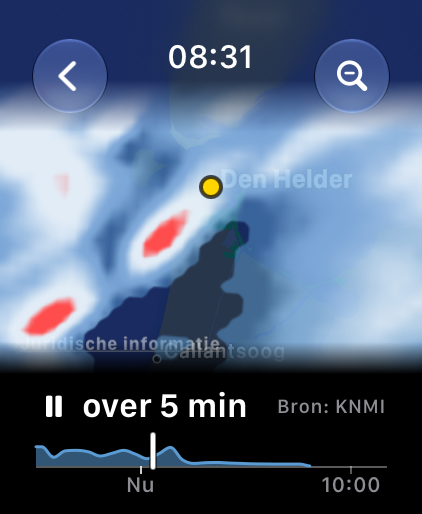 08:31
Den Helder
Juridische informatie
Callantsoog
over 5 min
Bron: KNMI
Nu
10:00